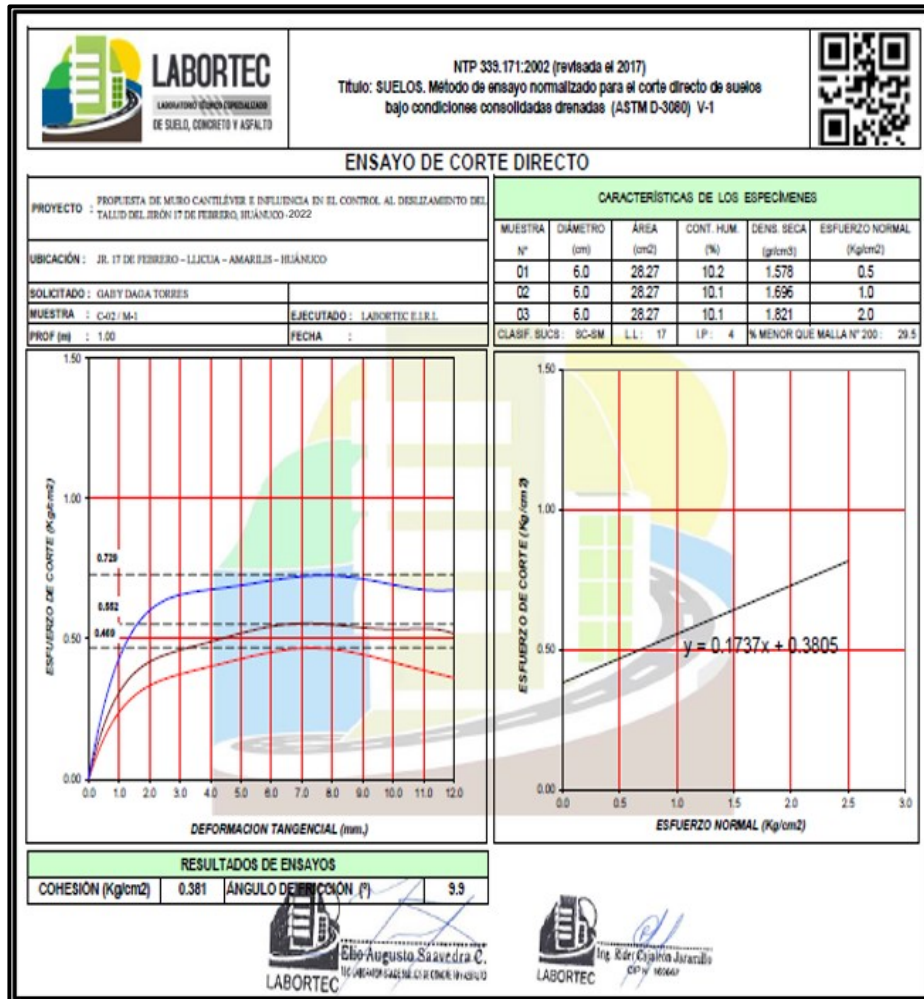 LABORTEC
LABORATORIO TÉCNICO ESPECIALIZADO
DE SUELO, CONCRETO Y ASFALTO
NTP 339.171:2002 (revisada el 2017)
Título: SUELOS. Método de ensayo normalizado para el corte directo de suelos
bajo condiciones consolidadas drenadas (ASTM D-3080) V-1
ENSAYO DE CORTE DIRECTO
PROYECTO : PROPUESTA DE MURO CANTILÉVER E INFLUENCIA EN EL CONTROL AL DESLIZAMIENTO DEL
TALUD DEL JIRÓN 17 DE FEBRERO, HUÁNUCO-2022
UBICACIÓN : JR. 17 DE FEBRERO – LLICUA – AMARILIS – HUÁNUCO
SOLICITADO : GABY DAGA TORRES
MUESTRA : C-02 / M-1 EJECUTADO : LABORTEC E.I.R.L
PROF (m) : 1.00 FECHA :
CARACTERÍSTICAS DE LOS ESPECÍMENES
MUESTRA DIÁMETRO ÁREA CONT. HUM. DENS. SECA ESFUERZO NORMAL
N° (cm) (cm2) (%) (gr/cm3) (Kg/cm2)
01 6.0 28.27 10.2 1.578 0.5
02 6.0 28.27 10.1 1.696 1.0
03 6.0 28.27 10.1 1.821 2.0
CLASIF. SUCS : SC-SM L.L : 17 I.P : 4 % MENOR QUE MALLA N° 200 : 29.5
ESFUERZO DE CORTE (Kg/cm2)
1.50
1.00
0.729
0.552
0.50
0.00
0.0 1.0 2.0 3.0 4.0 5.0 6.0 7.0 8.0 9.0 10.0 11.0 12.0
DEFORMACION TANGENCIAL (mm.)
ESFUERZO DE CORTE (Kg/cm2)
1.50
1.00
0.50
0.00
y = 0.1737x + 0.3805
0.0 0.5 1.0 1.5 2.0 2.5 3.0
ESFUERZO NORMAL (Kg/cm2)
RESULTADOS DE ENSAYOS
COHESIÓN (Kg/cm2) 0.381 ÁNGULO DE FRICCIÓN (°) 9.9
LABORTEC
Elio Augusto Saavedra C.
LABORTEC